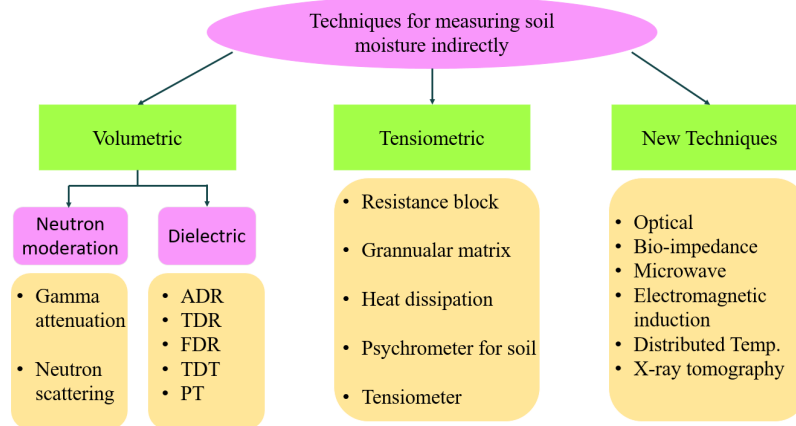 Techniques for measuring soil
moisture indirectly
Volumetric
Tensiometric
New Techniques
Neutron
moderation
Dielectric
• Gamma
attenuation
• Neutron
scattering
• ADR
• TDR
• FDR
• TDT
• PT
• Resistance block
• Grannualar matrix
• Heat dissipation
• Psychrometer for soil
• Tensiometer
• Optical
• Bio-impedance
• Microwave
• Electromagnetic
induction
• Distributed Temp.
• X-ray tomography